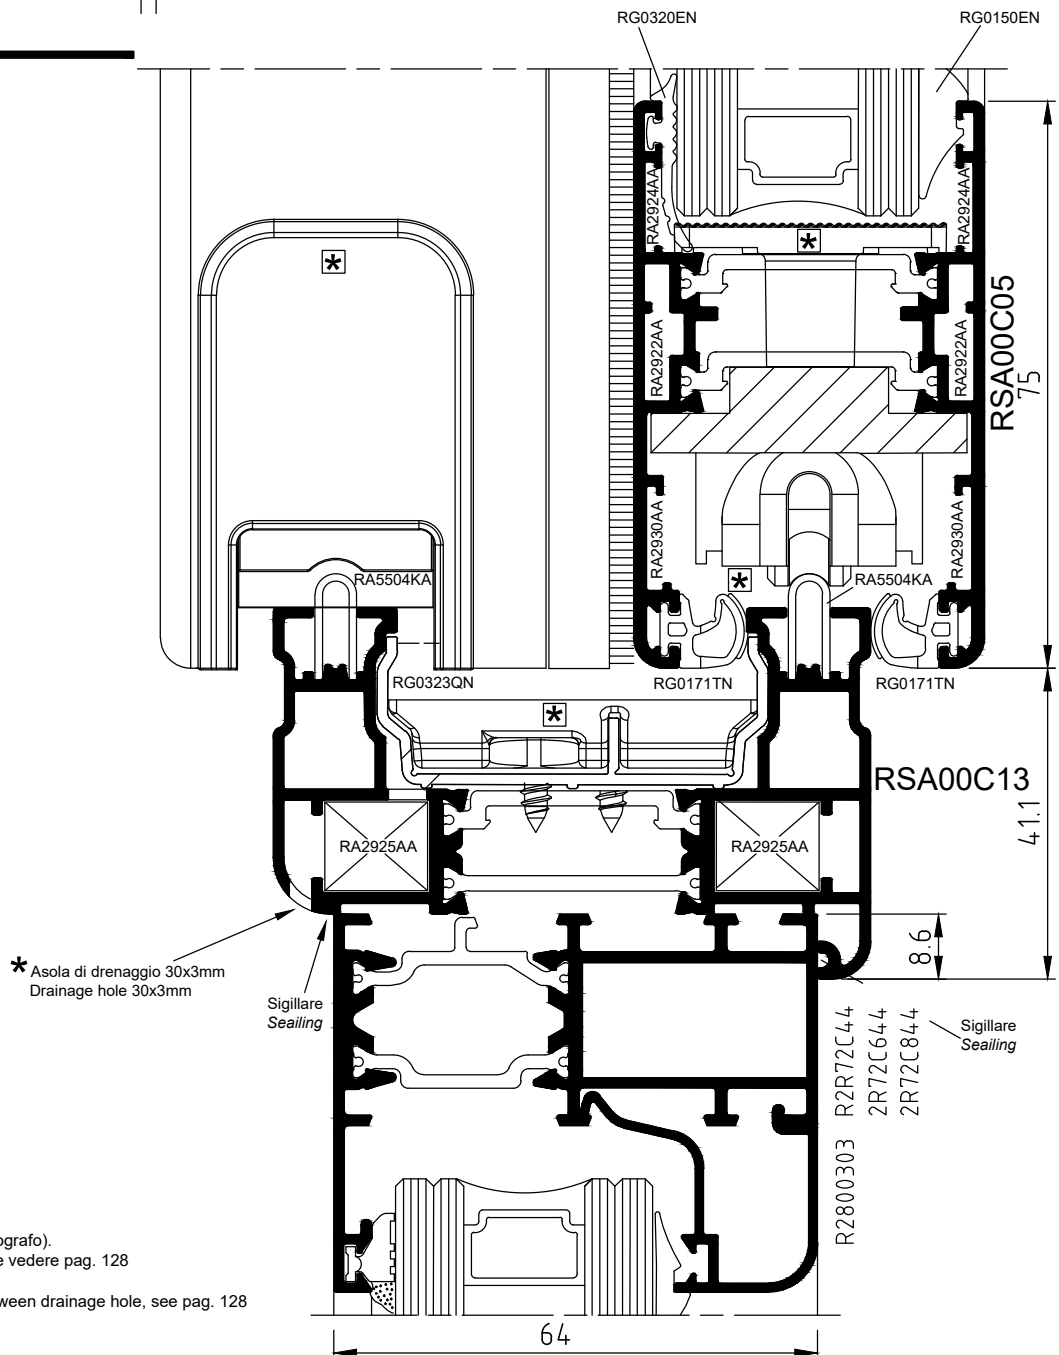 RG0320EN
RG0150EN
RA2924AA
RA2924AA
*
*
RA2922AA
RA2922AA
RSA00C05
75
RA2930AA
RA2930AA
RA5504KA
*
RA5504KA
RG0323QN
RG0171TN
RG0171TN
*
RSA00C13
41.1
RA2925AA
RA2925AA
8.6
* Asola di drenaggio 30x3mm
Drainage hole 30x3mm
Sigillare
Seailing
R2800303 R2R72C44
2R72C644
2R72C844
Sigillare
Seailing
ografo).
e vedere pag. 128
ween drainage hole, see pag. 128
64